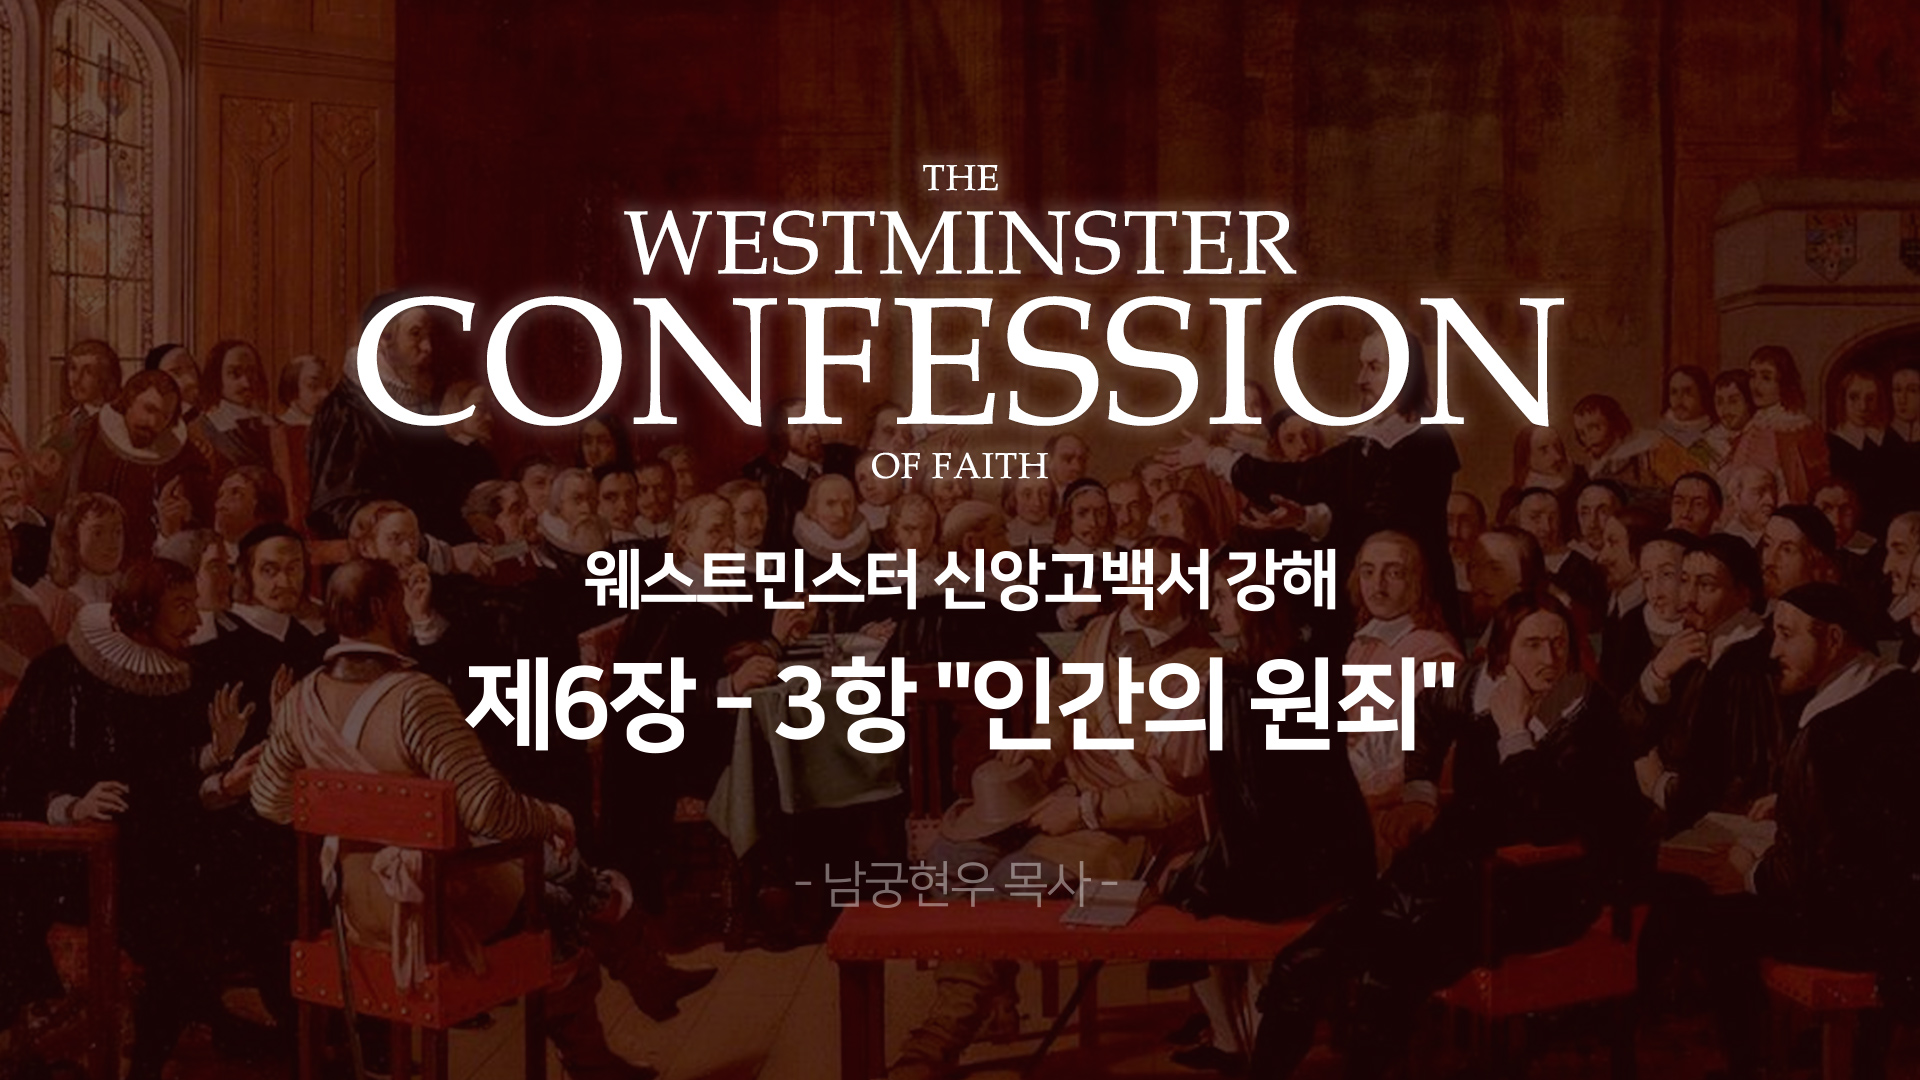 THE
WESTMINSTER
CONFESSION
OF FAITH
웨스트민스터 신앙고백서 강해
제6장 - 3항 "인간의 원죄"
- 남궁현우 목사 -